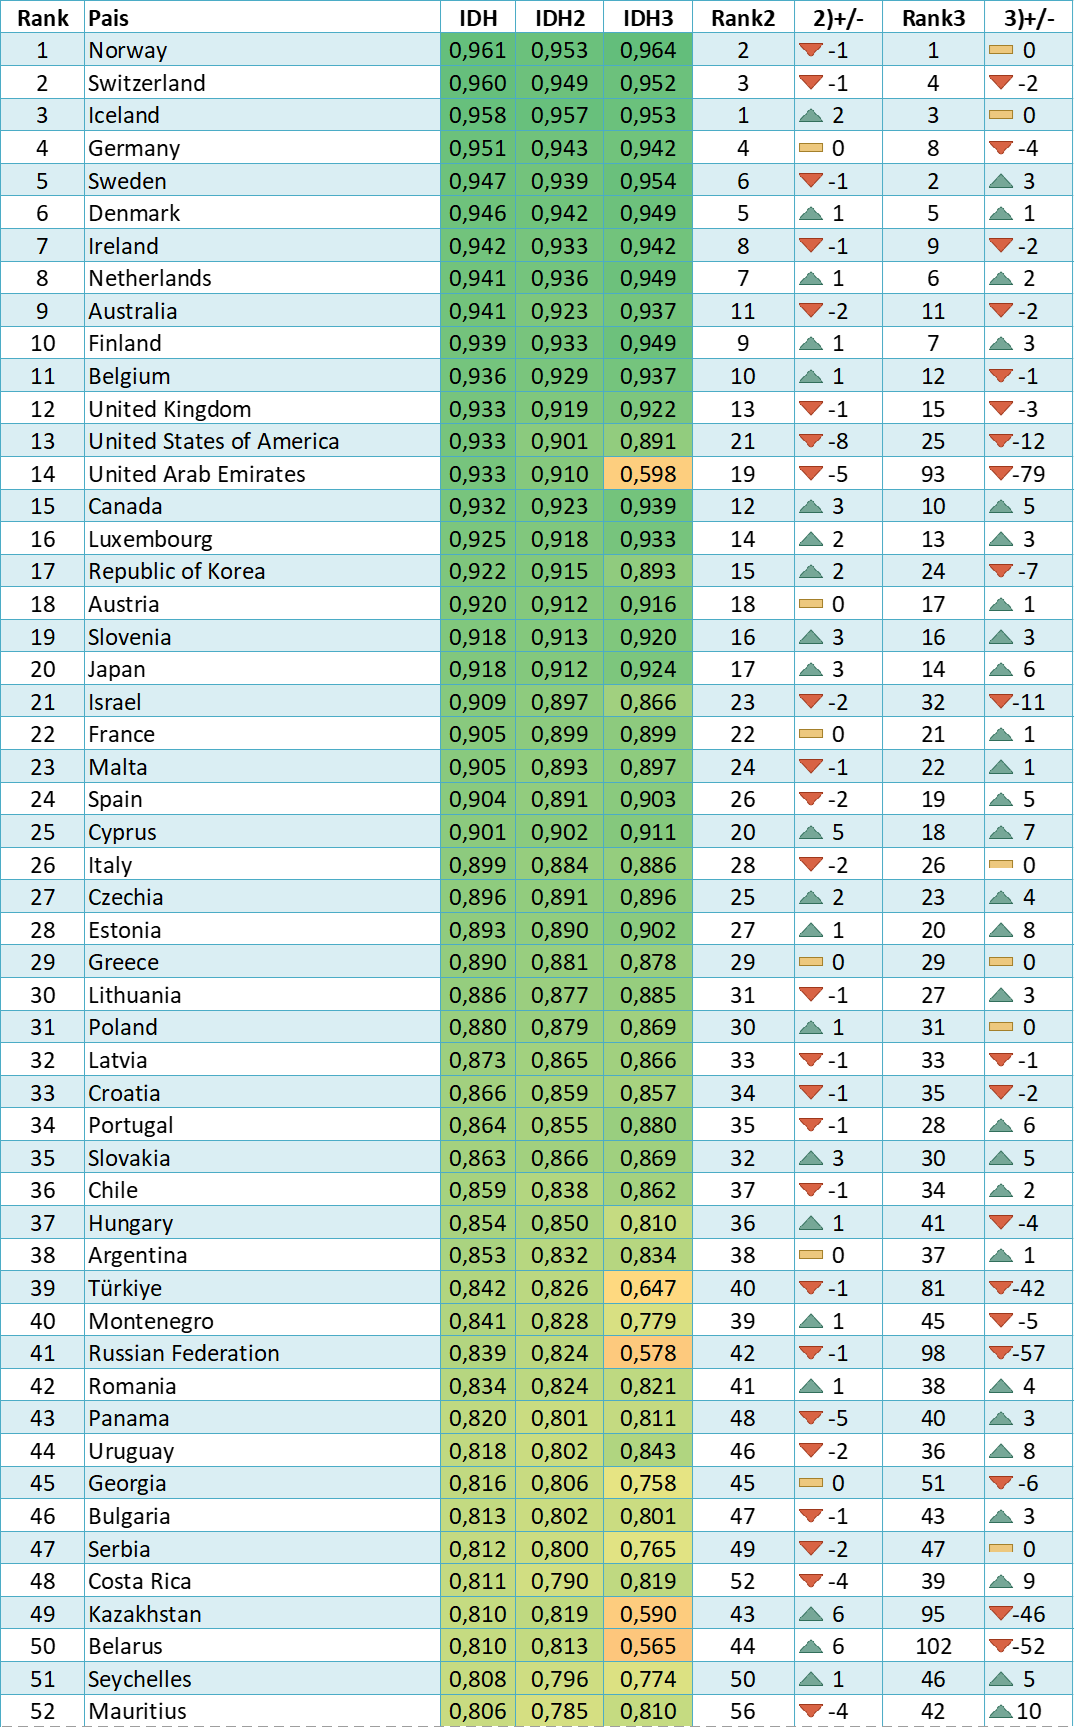 Rank Pais IDH IDH2 IDH3 Rank2 2)+/- Rank3 3)+/-
1 Norway 0,961 0,953 0,964 2 -1 1 0
2 Switzerland 0,960 0,949 0,952 3 -1 4 -2
3 Iceland 0,958 0,957 0,953 1 2 3 0
4 Germany 0,951 0,943 0,942 4 0 8 -4
5 Sweden 0,947 0,939 0,954 6 -1 2 3
6 Denmark 0,946 0,942 0,949 5 1 5 1
7 Ireland 0,942 0,933 0,942 8 -1 9 -2
8 Netherlands 0,941 0,936 0,949 7 1 6 2
9 Australia 0,941 0,923 0,937 11 -2 11 -2
10 Finland 0,939 0,933 0,949 9 1 7 3
11 Belgium 0,936 0,929 0,937 10 1 12 -1
12 United Kingdom 0,933 0,919 0,922 13 -1 15 -3
13 United States of America 0,933 0,901 0,891 21 -8 25 -12
14 United Arab Emirates 0,933 0,910 0,598 19 -5 93 -79
15 Canada 0,932 0,923 0,939 12 3 10 5
16 Luxembourg 0,925 0,918 0,933 14 2 13 3
17 Republic of Korea 0,922 0,915 0,893 15 2 24 -7
18 Austria 0,920 0,912 0,916 18 0 17 1
19 Slovenia 0,918 0,913 0,920 16 3 16 3
20 Japan 0,918 0,912 0,924 17 3 14 6
21 Israel 0,909 0,897 0,866 23 -2 32 -11
22 France 0,905 0,899 0,899 22 0 21 1
23 Malta 0,905 0,893 0,897 24 -1 22 1
24 Spain 0,904 0,891 0,903 26 -2 19 5
25 Cyprus 0,901 0,902 0,911 20 5 18 7
26 Italy 0,899 0,884 0,886 28 -2 26 0
27 Czechia 0,896 0,891 0,896 25 2 23 4
28 Estonia 0,893 0,890 0,902 27 1 20 8
29 Greece 0,890 0,881 0,878 29 0 29 0
30 Lithuania 0,886 0,877 0,885 31 -1 27 3
31 Poland 0,880 0,879 0,869 30 1 31 0
32 Latvia 0,873 0,865 0,866 33 -1 33 -1
33 Croatia 0,866 0,859 0,857 34 -1 35 -2
34 Portugal 0,864 0,855 0,880 35 -1 28 6
35 Slovakia 0,863 0,866 0,869 32 3 30 5
36 Chile 0,859 0,838 0,862 37 -1 34 2
37 Hungary 0,854 0,850 0,810 36 1 41 -4
38 Argentina 0,853 0,832 0,834 38 0 37 1
39 Türkiye 0,842 0,826 0,647 40 -1 81 -42
40 Montenegro 0,841 0,828 0,779 39 1 45 -5
41 Russian Federation 0,839 0,824 0,578 42 -1 98 -57
42 Romania 0,834 0,824 0,821 41 1 38 4
43 Panama 0,820 0,801 0,811 48 -5 40 3
44 Uruguay 0,818 0,802 0,843 46 -2 36 8
45 Georgia 0,816 0,806 0,758 45 0 51 -6
46 Bulgaria 0,813 0,802 0,801 47 -1 43 3
47 Serbia 0,812 0,800 0,765 49 -2 47 0
48 Costa Rica 0,811 0,790 0,819 52 -4 39 9
49 Kazakhstan 0,810 0,819 0,590 43 6 95 -46
50 Belarus 0,810 0,813 0,565 44 6 102 -52
51 Seychelles 0,808 0,796 0,774 50 1 46 5
52 Mauritius 0,806 0,785 0,810 56 -4 42 10